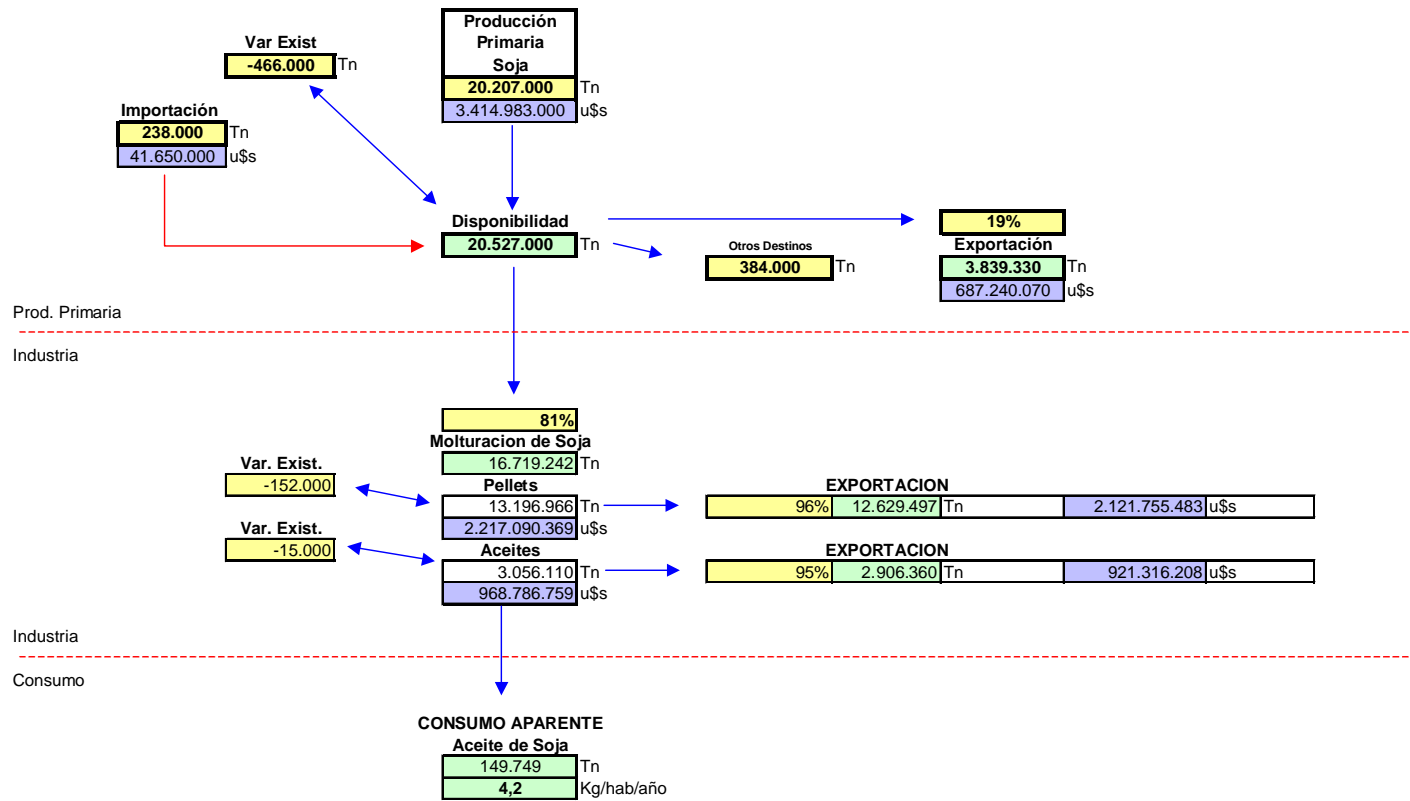 Producción
Primaria
Soja
20.207.000 Tn
3.414.983.000 u$s
Var Exist
-466.000 Tn
Importación
238.000 Tn
41.650.000 u$s
Disponibilidad
20.527.000 Tn
Otros Destinos
384.000 Tn
19%
Exportación
3.839.330 Tn
687.240.070 u$s
Prod. Primaria
Industria
81%
Molturacion de Soja
16.719.242 Tn
Var. Exist.
-152.000
Pellets
13.196.966 Tn
2.217.090.369 u$s
EXPORTACION
96% 12.629.497 Tn 2.121.755.483 u$s
Var. Exist.
-15.000
Aceites
3.056.110 Tn
968.786.759 u$s
EXPORTACION
95% 2.906.360 Tn 921.316.208 u$s
Industria
Consumo
CONSUMO APARENTE
Aceite de Soja
149.749 Tn
4,2 Kg/hab/año